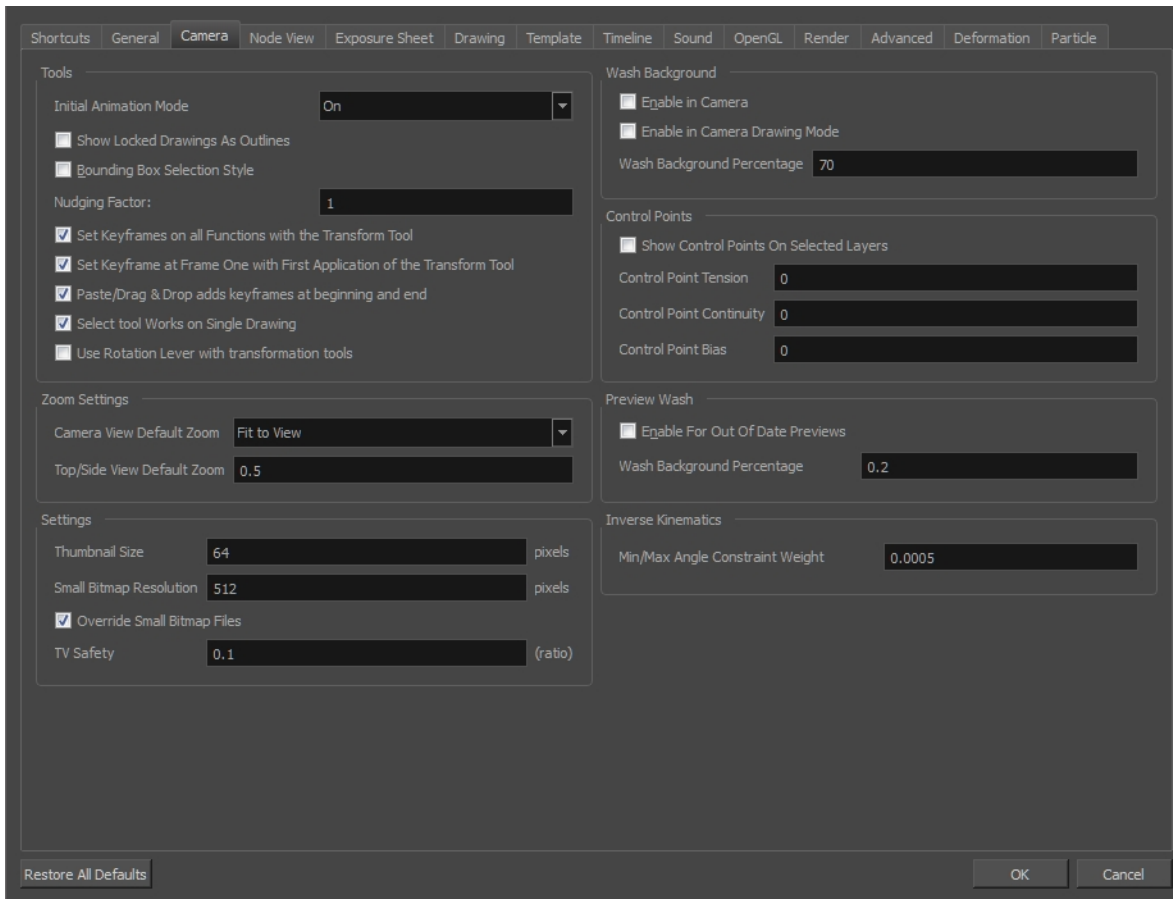 Shortcuts General Camera Node View Exposure Sheet Drawing Template Timeline Sound OpenGL Render Advanced Deformation Particle
Tools
Initial Animation Mode On
Show Locked Drawings As Outlines
Bounding Box Selection Style
Nudging Factor: 1
Set Keyframes on all Functions with the Transform Tool
Set Keyframe at Frame One with First Application of the Transform Tool
Paste/Drag & Drop adds keyframes at beginning and end
Select tool Works on Single Drawing
Use Rotation Lever with transformation tools
Zoom Settings
Camera View Default Zoom Fit to View
Top/Side View Default Zoom 0.5
Settings
Thumbnail Size 64 pixels
Small Bitmap Resolution 512 pixels
Override Small Bitmap Files
TV Safety 0.1 (ratio)
Wash Background
Enable in Camera
Enable in Camera Drawing Mode
Wash Background Percentage 70
Control Points
Show Control Points On Selected Layers
Control Point Tension 0
Control Point Continuity 0
Control Point Bias 0
Preview Wash
Enable For Out Of Date Previews
Wash Background Percentage 0.2
Inverse Kinematics
Min/Max Angle Constraint Weight 0.0005
Restore All Defaults OK Cancel